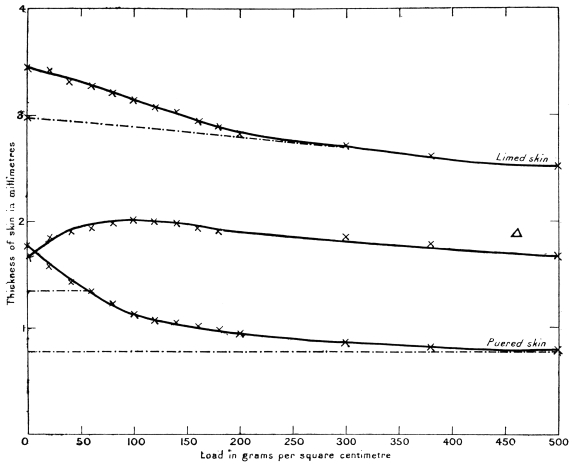 4
3
2
1
Thickness of skin in millimetres
Limed skin
Δ
Puered skin
0 50 100 150 200 250 300 350 400 450 500
Load in grams per square centimetre